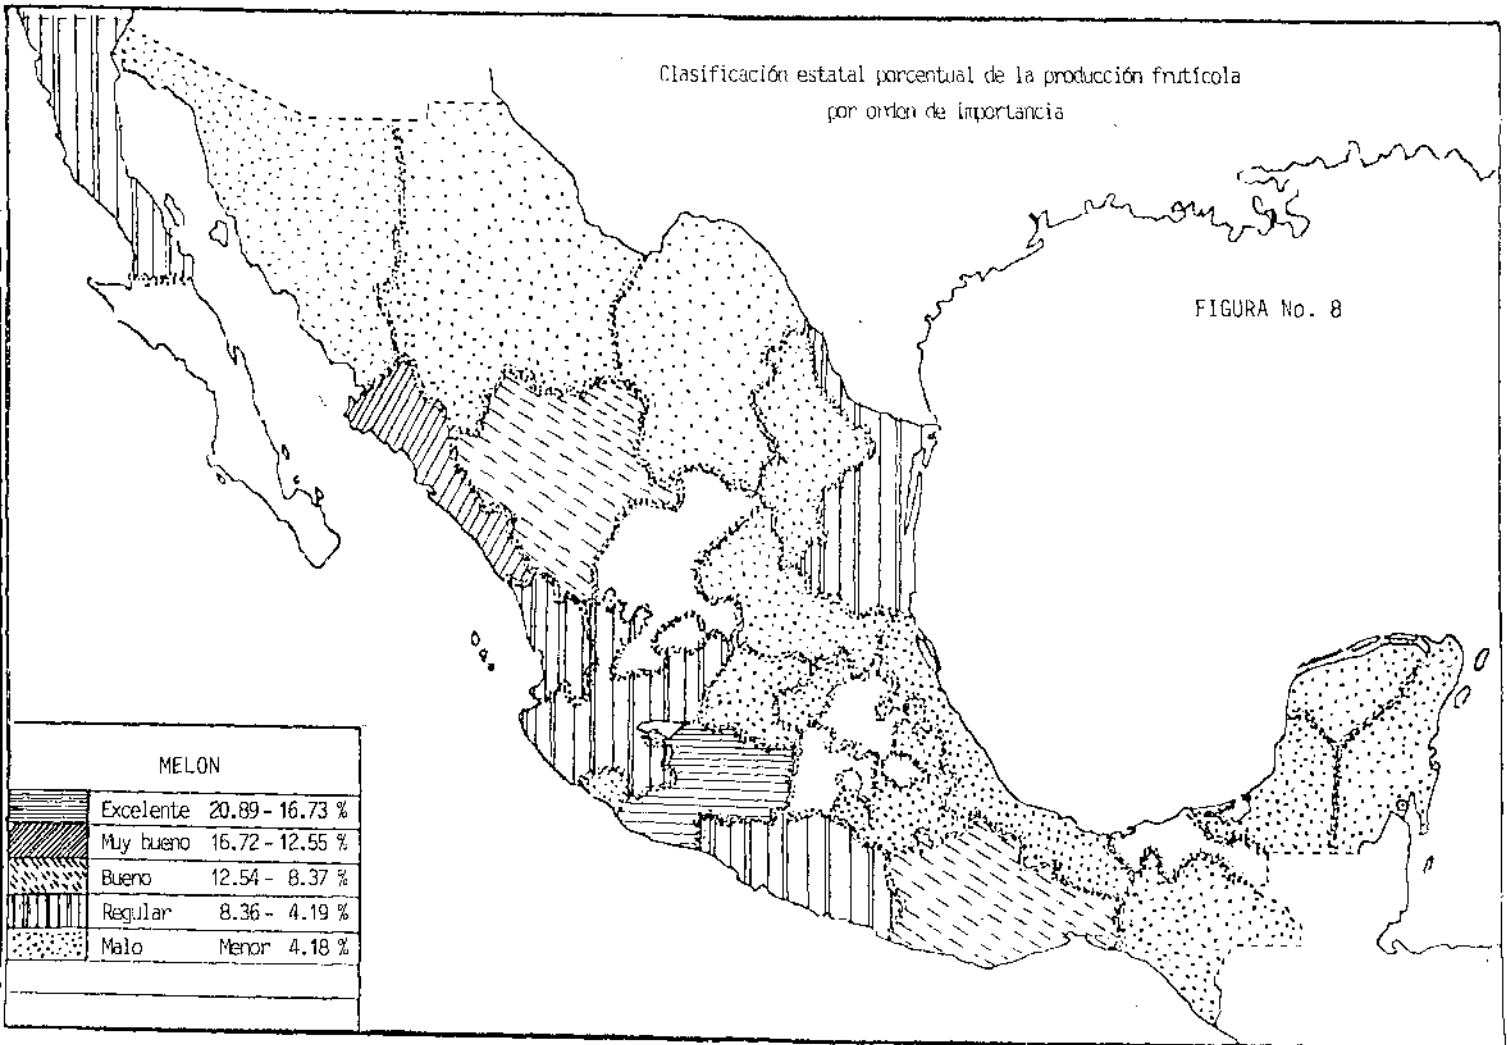 Clasificación estatal porcentual de la producción frutícola
por orden de importancia
FIGURA No. 8
MELON
Excelente 20.89 - 16.73 %
Muy bueno 16.72 - 12.55 %
Bueno 12.54 - 8.37 %
Regular 8.36 - 4.19 %
Malo Menor 4.18 %